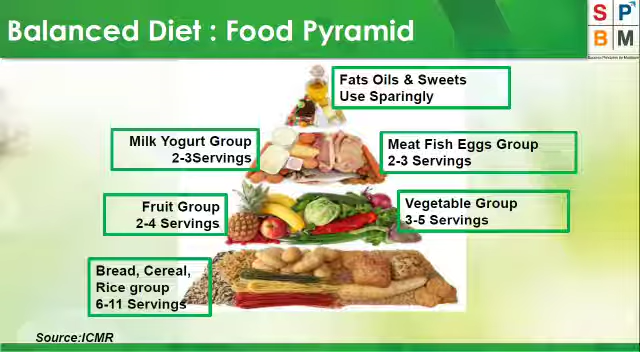 Balanced Diet : Food Pyramid
S P
B M
Fats Oils & Sweets
Use Sparingly
Milk Yogurt Group
2-3Servings
Meat Fish Eggs Group
2-3 Servings
Fruit Group
2-4 Servings
Vegetable Group
3-5 Servings
Bread, Cereal,
Rice group
6-11 Servings
Source:ICMR